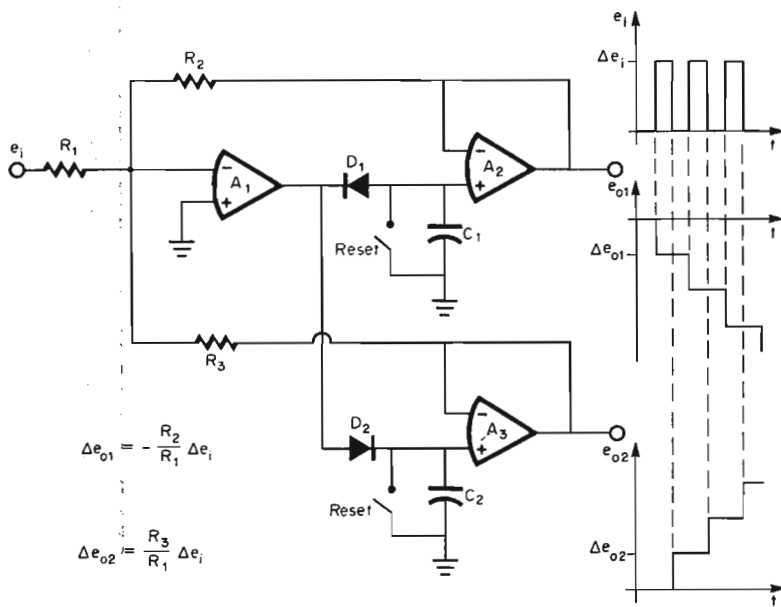 e_i
Δe_i
t
R_2
e_i
R_1
- A_1 +
D_1
- A_2 +
e_o1
t
Reset
C_1
Δe_o1
R_3
D_2
- A_3 +
e_o2
Δe_o1 = - R_2/R_1 Δe_i
Reset
C_2
Δe_o2 = R_3/R_1 Δe_i
Δe_o2
t